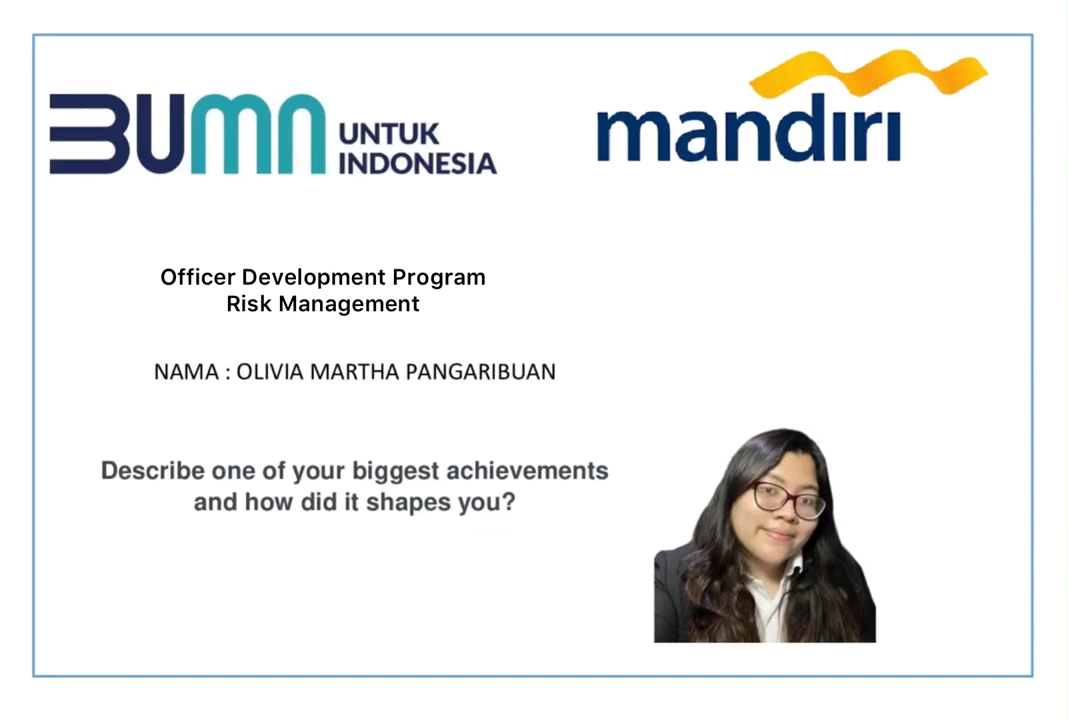 BUMN
UNTUK
INDONESIA
mandırı
Officer Development Program
Risk Management
NAMA : OLIVIA MARTHA PANGARIBUAN
Describe one of your biggest achievements
and how did it shapes you?